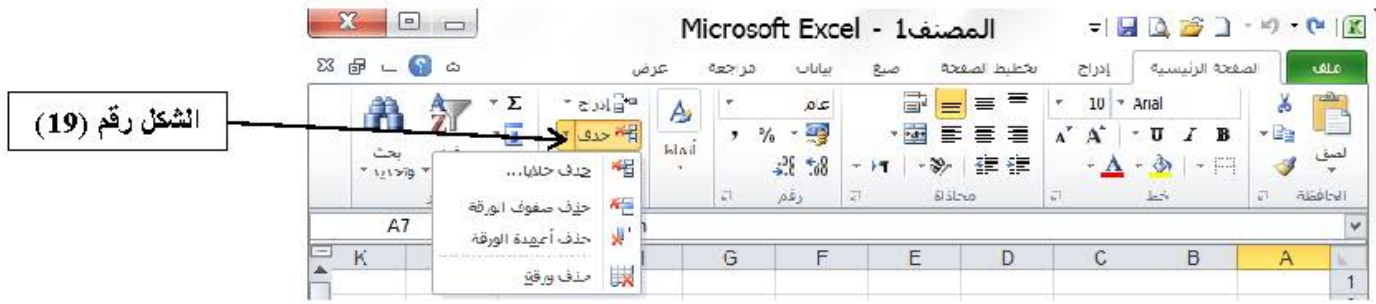 المصنف1 - Microsoft Excel
ملف الصفحة الرئيسية إدراج تخطيط الصفحة صيغ بيانات مراجعة عرض
الشكل رقم (19)
لصق
الحافظة
Arial 10
B I U
خط
محاذاة
عام
%
رقم
أنماط
إدراج
حذف
Σ
بحث
وتحديد
حذف خلايا...
حذف صفوف الورقة
حذف أعمدة الورقة
حذف ورقة
A7
A B C D E F G K
1